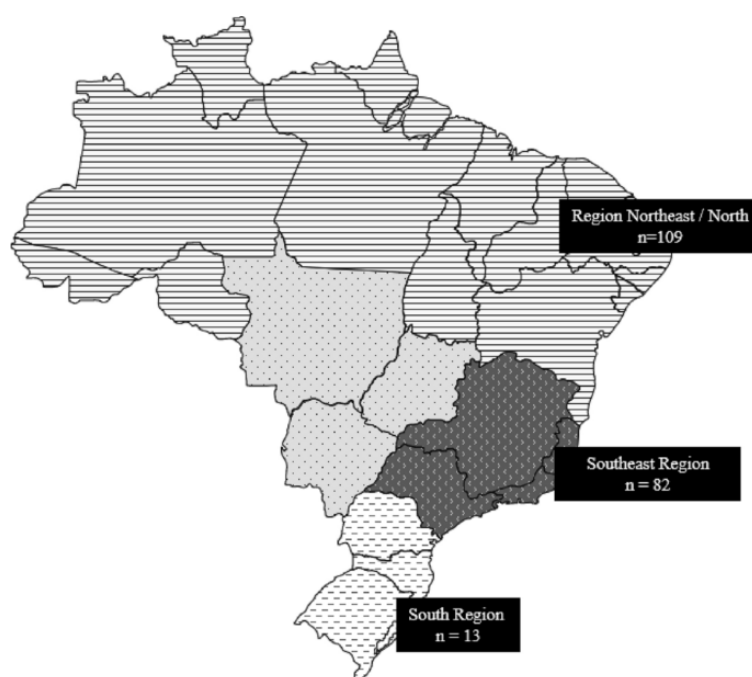 Region Northeast / North
n=109
Southeast Region
n = 82
South Region
n = 13